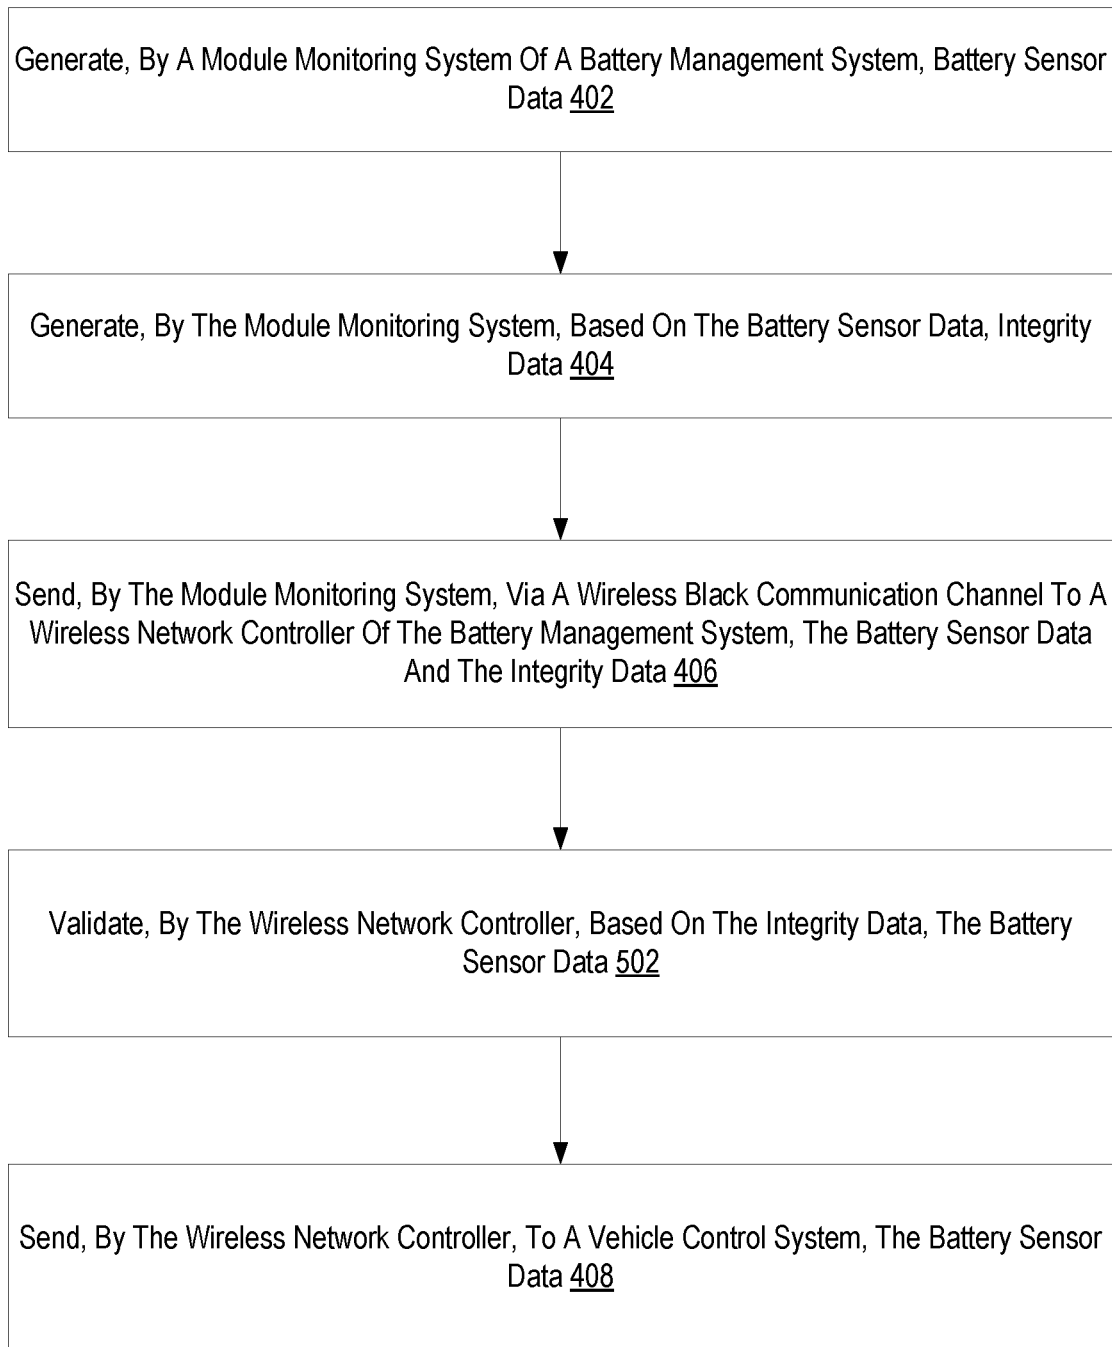 Generate, By A Module Monitoring System Of A Battery Management System, Battery Sensor
Data 402
Generate, By The Module Monitoring System, Based On The Battery Sensor Data, Integrity
Data 404
Send, By The Module Monitoring System, Via A Wireless Black Communication Channel To A
Wireless Network Controller Of The Battery Management System, The Battery Sensor Data
And The Integrity Data 406
Validate, By The Wireless Network Controller, Based On The Integrity Data, The Battery
Sensor Data 502
Send, By The Wireless Network Controller, To A Vehicle Control System, The Battery Sensor
Data 408